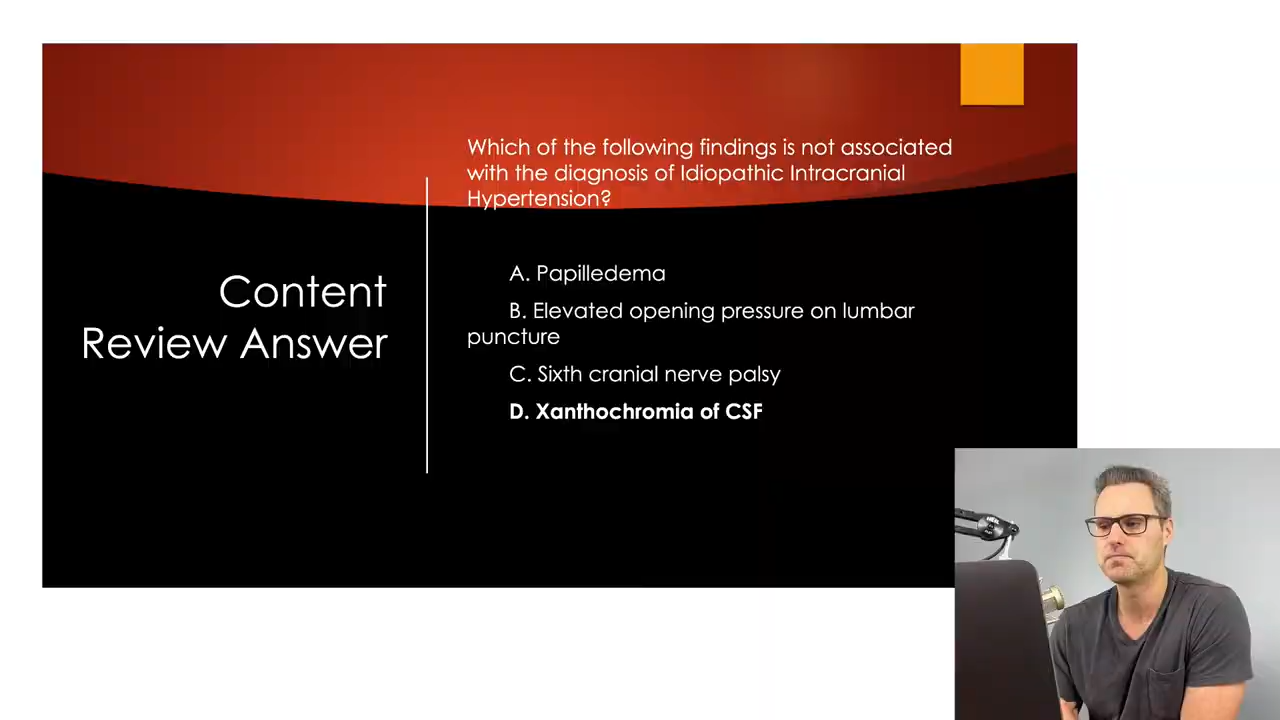 Which of the following findings is not associated
with the diagnosis of Idiopathic Intracranial
Hypertension?
Content
Review Answer
A. Papilledema
B. Elevated opening pressure on lumbar
puncture
C. Sixth cranial nerve palsy
D. Xanthochromia of CSF